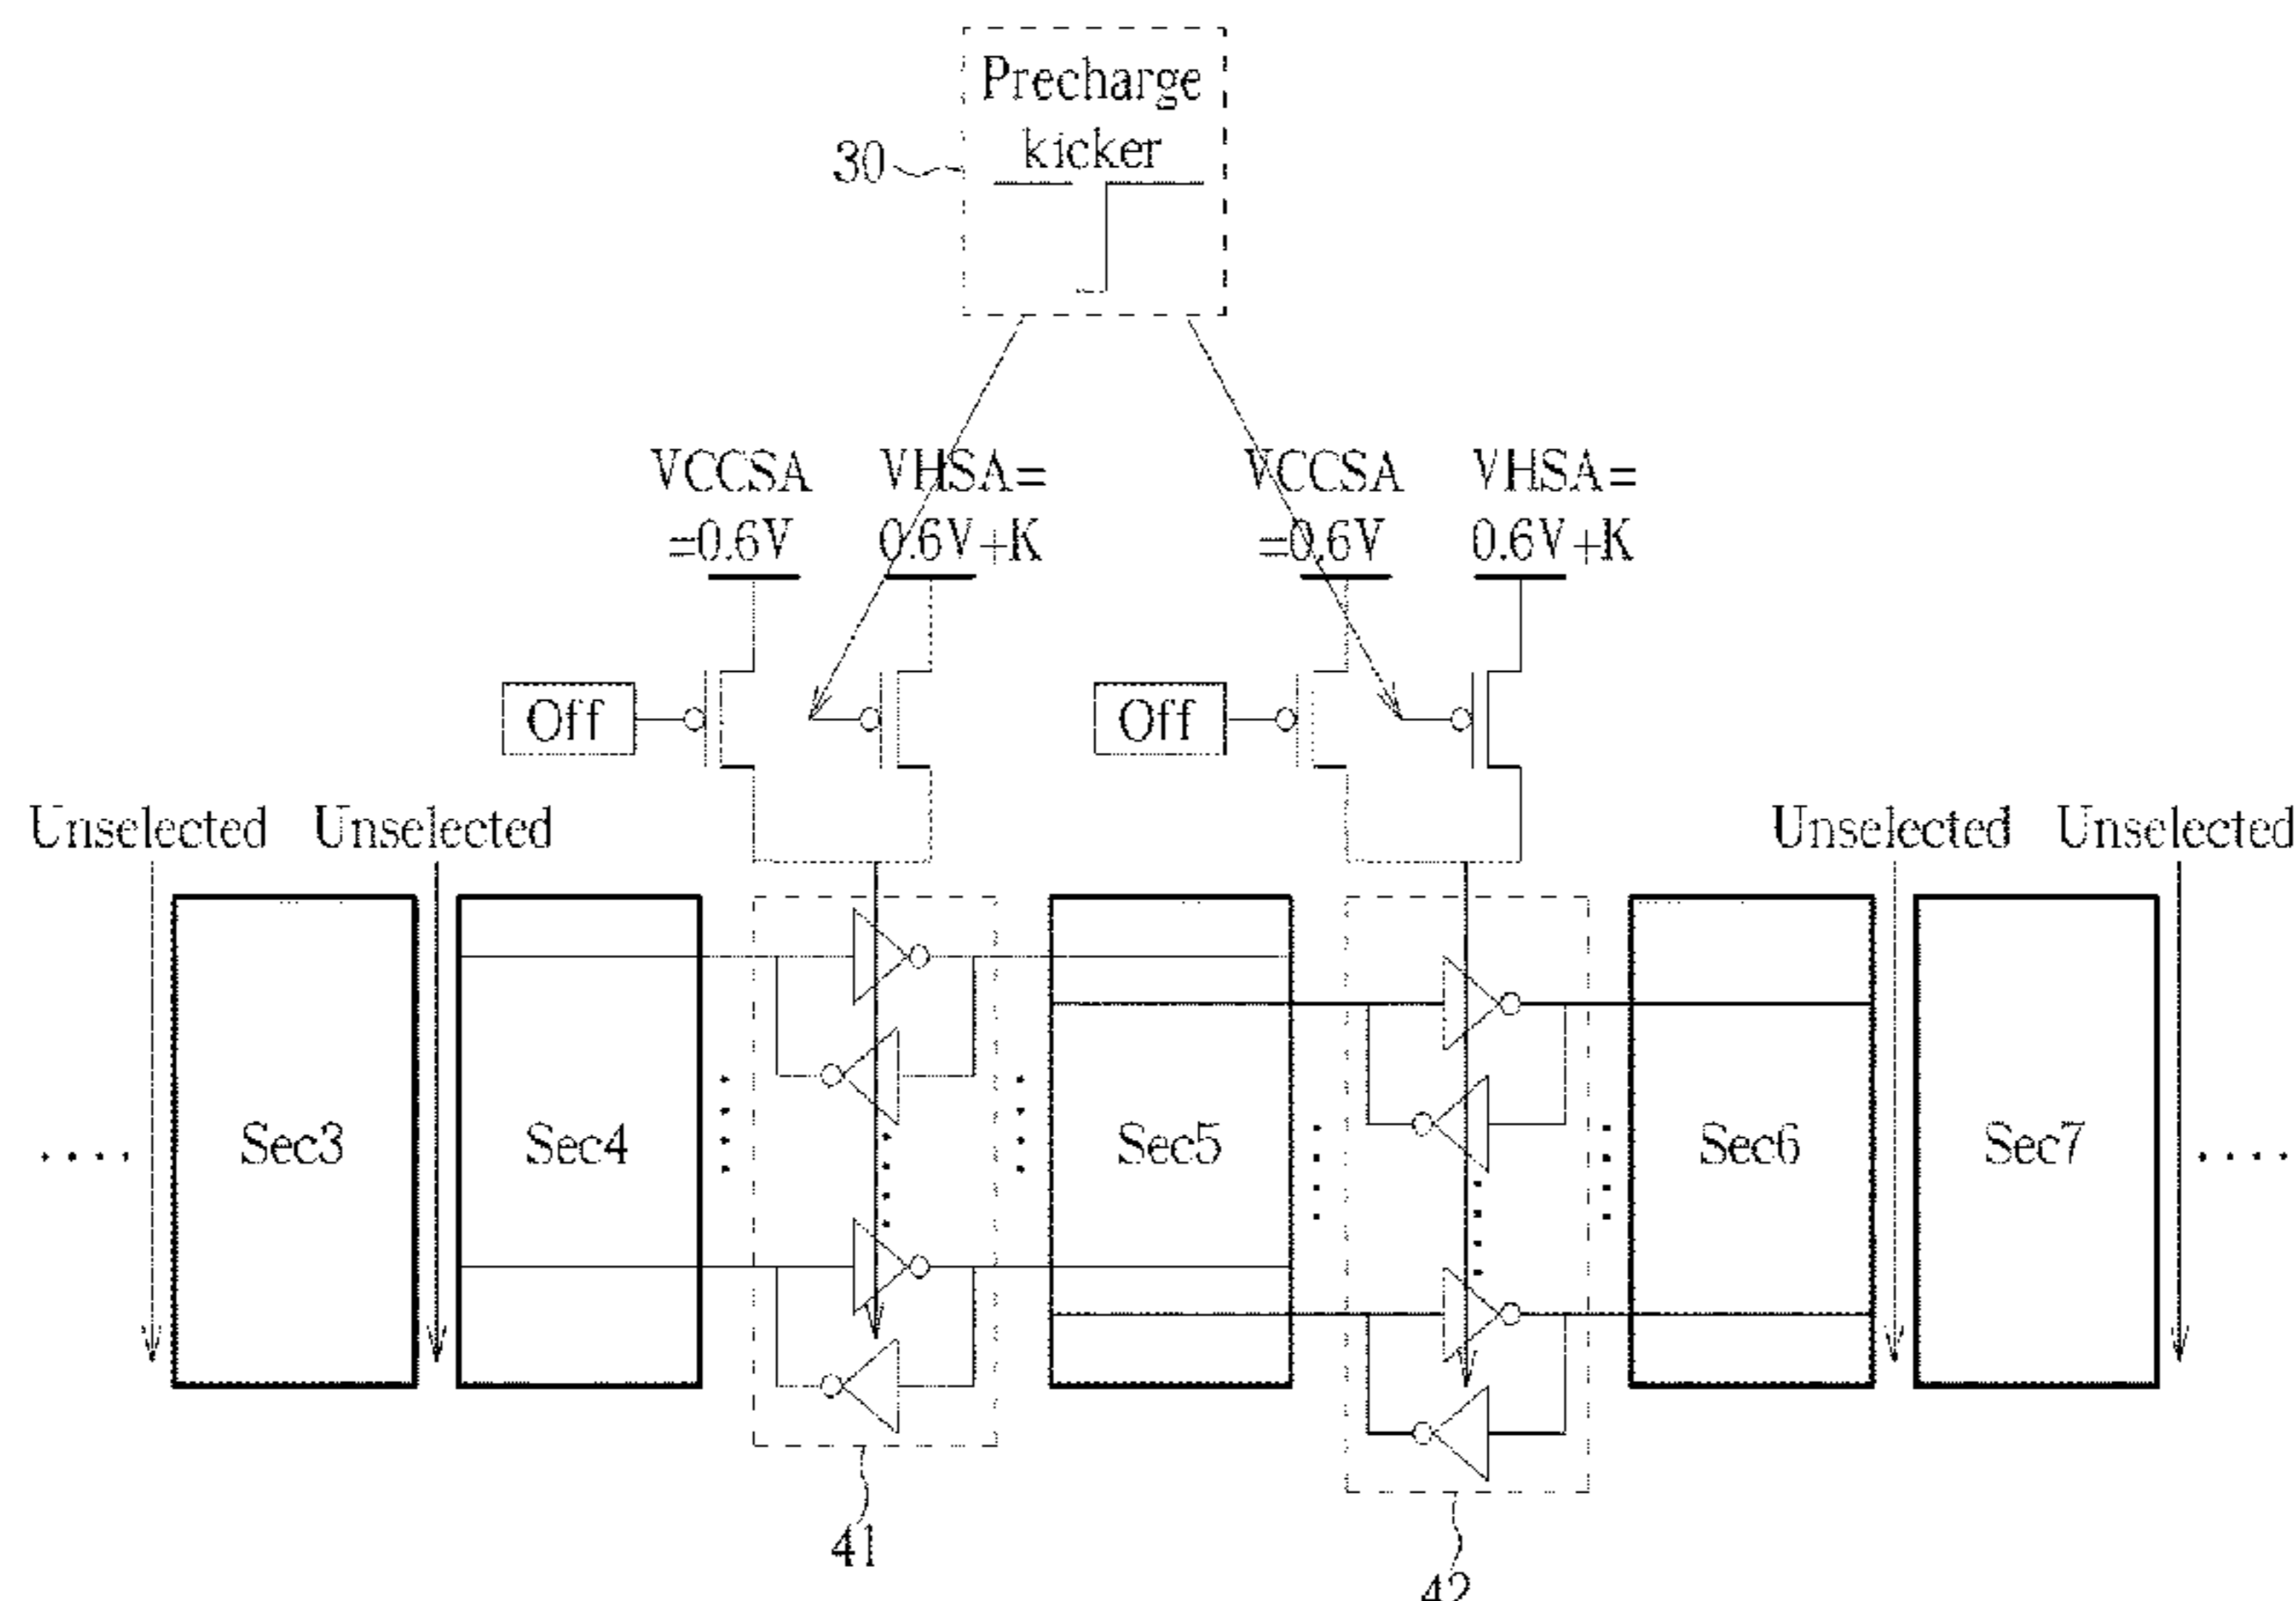 Precharge
kicker
30
VCCSA
=0.6V
VHSA=
0.6V+K
VCCSA
=0.6V
VHSA=
0.6V+K
Off
Off
Unselected
Unselected
Unselected
Unselected
Sec3
Sec4
Sec5
Sec6
Sec7
41
42